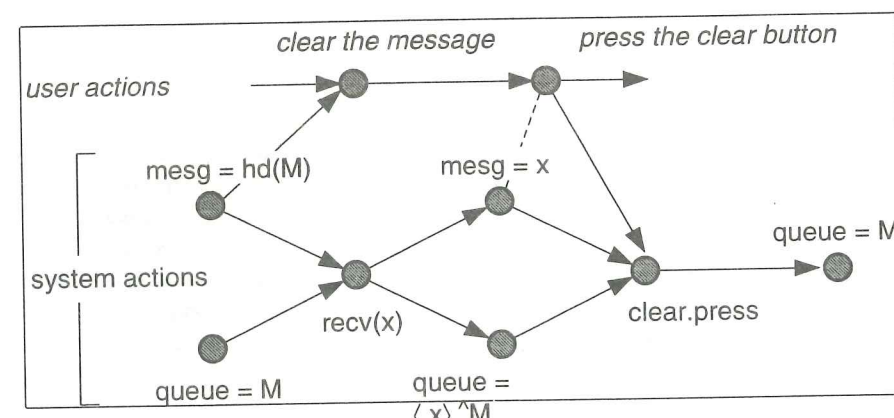 clear the message
press the clear button
user actions
mesg = hd(M)
mesg = x
queue = M
system actions
recv(x)
clear.press
queue = M
queue =
⟨ x⟩ ^M